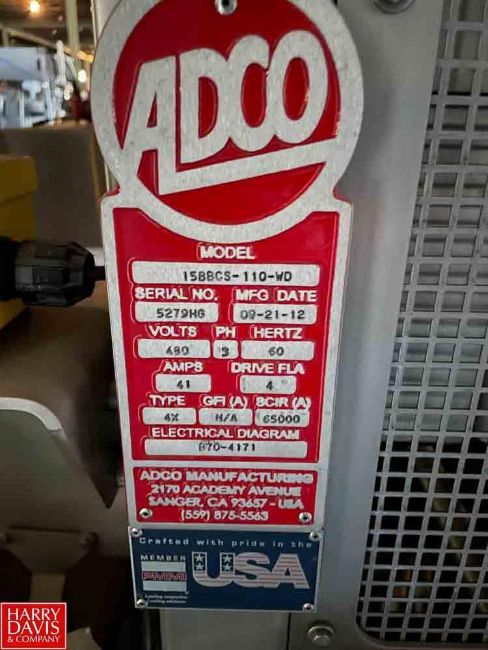 ADCO
MODEL
15BBCS-110-WD
SERIAL NO. MFG DATE
5279HG 09-21-12
VOLTS PH HERTZ
480 3 60
AMPS DRIVE FLA
41 4
TYPE GFI (A) SCIR (A)
4X N/A 65000
ELECTRICAL DIAGRAM
B70-4171
ADCO MANUFACTURING
2170 ACADEMY AVENUE
SANGER, CA 93657 - USA
(559) 875-5563
Crafted with pride in the
MEMBER
PMMI
USA
HARRY
DAVIS
& COMPANY